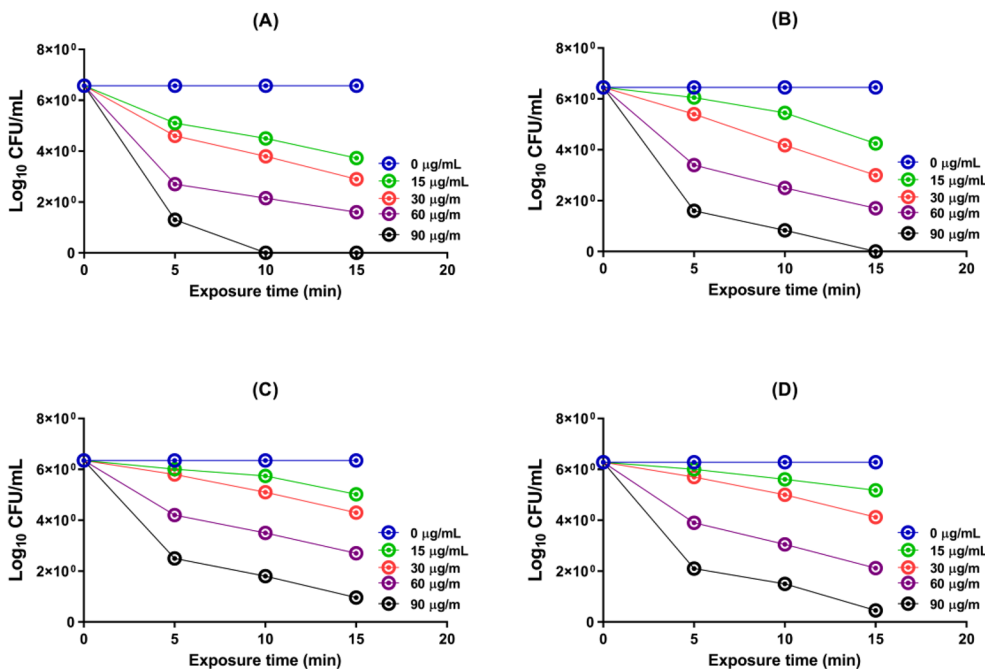 (A)
Log₁₀ CFU/mL
8×10⁰
6×10⁰
4×10⁰
2×10⁰
0
0 5 10 15 20
Exposure time (min)
0 μg/mL
15 μg/mL
30 μg/m
60 μg/m
90 μg/m
(B)
Log₁₀ CFU/mL
8×10⁰
6×10⁰
4×10⁰
2×10⁰
0
0 5 10 15 20
Exposure time (min)
0 μg/mL
15 μg/mL
30 μg/m
60 μg/m
90 μg/m
(C)
Log₁₀ CFU/mL
8×10⁰
6×10⁰
4×10⁰
2×10⁰
0
0 5 10 15 20
Exposure time (min)
0 μg/mL
15 μg/mL
30 μg/m
60 μg/m
90 μg/m
(D)
Log₁₀ CFU/mL
8×10⁰
6×10⁰
4×10⁰
2×10⁰
0
0 5 10 15 20
Exposure time (min)
0 μg/mL
15 μg/mL
30 μg/m
60 μg/m
90 μg/m